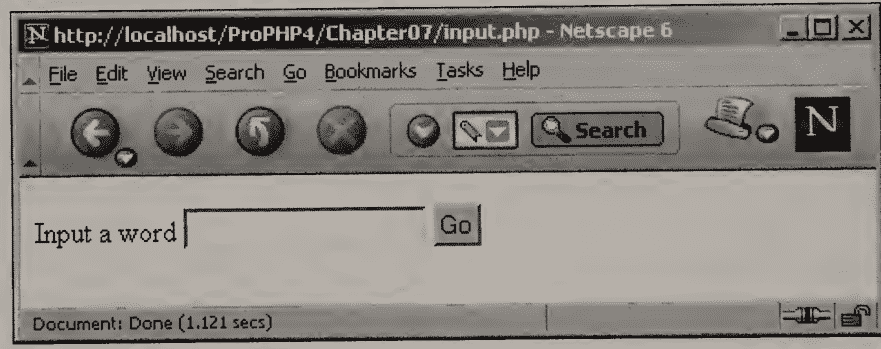 N http://localhost/ProPHP4/Chapter07/input.php - Netscape 6
File Edit View Search Go Bookmarks Tasks Help
Search N
Input a word Go
Document: Done (1.121 secs)